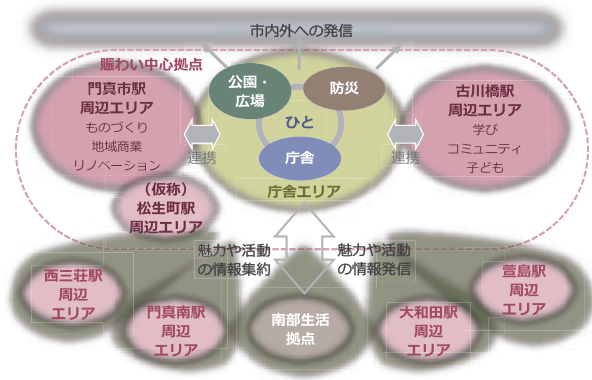 市内外への発信
賑わい中心拠点
門真市駅
周辺エリア
ものづくり
地域商業
リノベーション
連携
公園・
広場
防災
ひと
庁舎
庁舎エリア
連携
古川橋駅
周辺エリア
学び
コミュニティ
子ども
（仮称）
松生町駅
周辺エリア
魅力や活動
の情報集約
魅力や活動
の情報発信
西三荘駅
周辺
エリア
門真南駅
周辺
エリア
南部生活
拠点
大和田駅
周辺
エリア
萱島駅
周辺
エリア